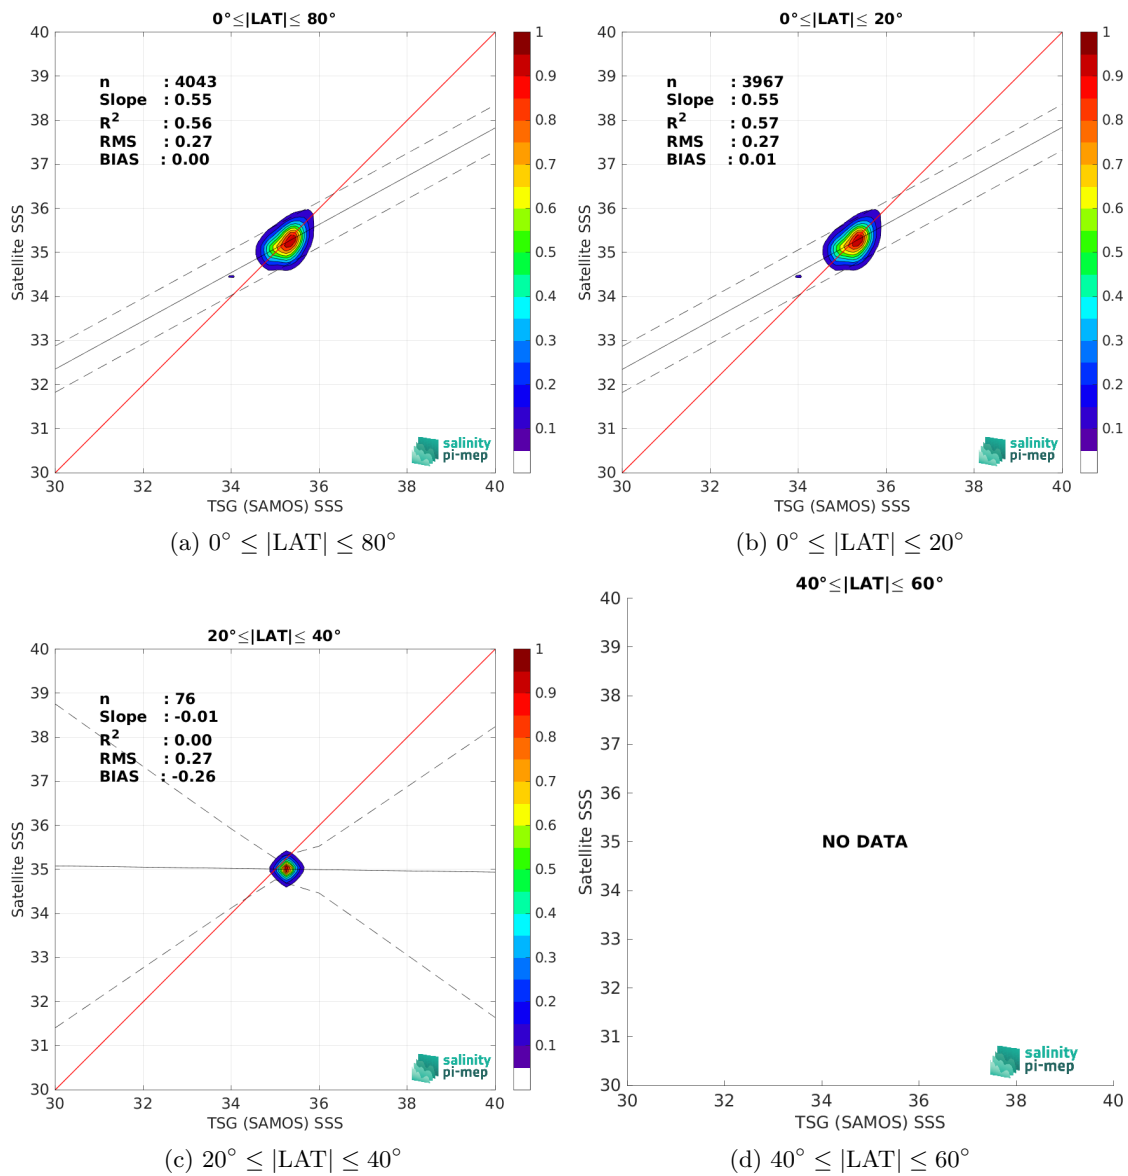 0°≤|LAT|≤ 80°
40
39
38
37
36
35
34
33
32
31
30
30 32 34 36 38 40
Satellite SSS
TSG (SAMOS) SSS
n : 4043
Slope : 0.55
R² : 0.56
RMS : 0.27
BIAS : 0.00
1
0.9
0.8
0.7
0.6
0.5
0.4
0.3
0.2
0.1
salinity
pi-mep
(a) 0° ≤ |LAT| ≤ 80°
0°≤|LAT|≤ 20°
40
39
38
37
36
35
34
33
32
31
30
30 32 34 36 38 40
Satellite SSS
TSG (SAMOS) SSS
n : 3967
Slope : 0.55
R² : 0.57
RMS : 0.27
BIAS : 0.01
1
0.9
0.8
0.7
0.6
0.5
0.4
0.3
0.2
0.1
salinity
pi-mep
(b) 0° ≤ |LAT| ≤ 20°
20°≤|LAT|≤ 40°
40
39
38
37
36
35
34
33
32
31
30
30 32 34 36 38 40
Satellite SSS
TSG (SAMOS) SSS
n : 76
Slope : -0.01
R² : 0.00
RMS : 0.27
BIAS : -0.26
1
0.9
0.8
0.7
0.6
0.5
0.4
0.3
0.2
0.1
salinity
pi-mep
(c) 20° ≤ |LAT| ≤ 40°
40°≤|LAT|≤ 60°
40
39
38
37
36
35
34
33
32
31
30
30 32 34 36 38 40
Satellite SSS
TSG (SAMOS) SSS
NO DATA
salinity
pi-mep
(d) 40° ≤ |LAT| ≤ 60°